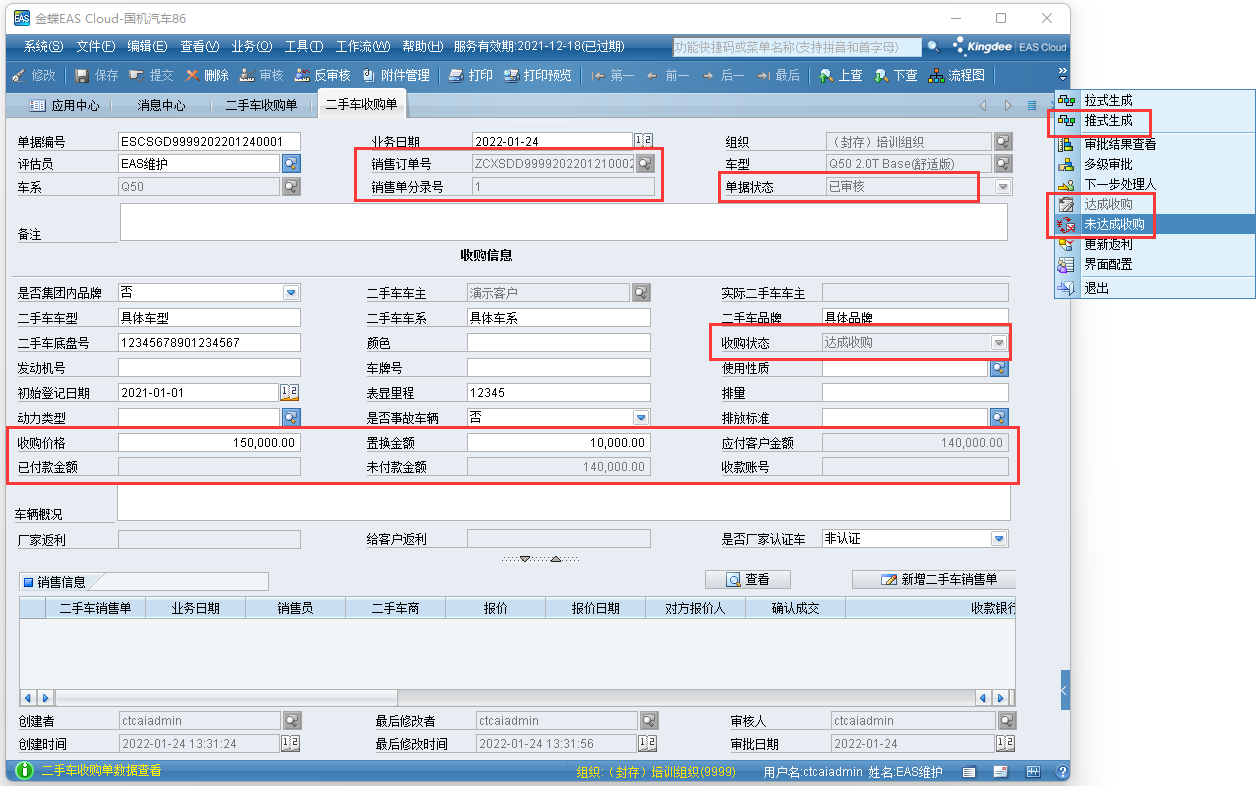 金蝶EAS Cloud-国机汽车86
系统(S) 文件(F) 编辑(E) 查看(V) 业务(O) 工具(T) 工作流(W) 帮助(H) 服务有效期:2021-12-18(已过期) 功能快捷码或菜单名称(支持拼音和首字母) Kingdee EAS Cloud
修改 保存 提交 删除 审核 反审核 附件管理 打印 打印预览 第一 前一 后一 最后 上查 下查 流程图
应用中心 消息中心 二手车收购单 二手车收购单
拉式生成
推式生成
审批结果查看
多级审批
下一步处理人
达成收购
未达成收购
更新返利
界面配置
退出
单据编号 ESCSGD9999202201240001 业务日期 2022-01-24 组织 （封存）培训组织
评估员 EAS维护 销售订单号 ZCXSDD9999202201210002 车型 Q50 2.0T Base(舒适版)
车系 Q50 销售单分录号 1 单据状态 已审核
备注
收购信息
是否集团内品牌 否 二手车车主 演示客户 实际二手车车主
二手车车型 具体车型 二手车车系 具体车系 二手车品牌 具体品牌
二手车底盘号 12345678901234567 颜色 收购状态 达成收购
发动机号 车牌号 使用性质
初始登记日期 2021-01-01 表显里程 12345 排量
动力类型 是否事故车辆 否 排放标准
收购价格 150,000.00 置换金额 10,000.00 应付客户金额 140,000.00
已付款金额 未付款金额 140,000.00 收款账号
车辆概况
厂家返利 给客户返利 是否厂家认证车 非认证
销售信息 查看 新增二手车销售单
二手车销售单 业务日期 销售员 二手车商 报价 报价日期 对方报价人 确认成交 收款银行
创建者 ctcaiadmin 最后修改者 ctcaiadmin 审核人 ctcaiadmin
创建时间 2022-01-24 13:31:24 最后修改时间 2022-01-24 13:31:56 审批日期 2022-01-24
二手车收购单数据查看 组织:（封存）培训组织(9999) 用户名:ctcaiadmin 姓名:EAS维护